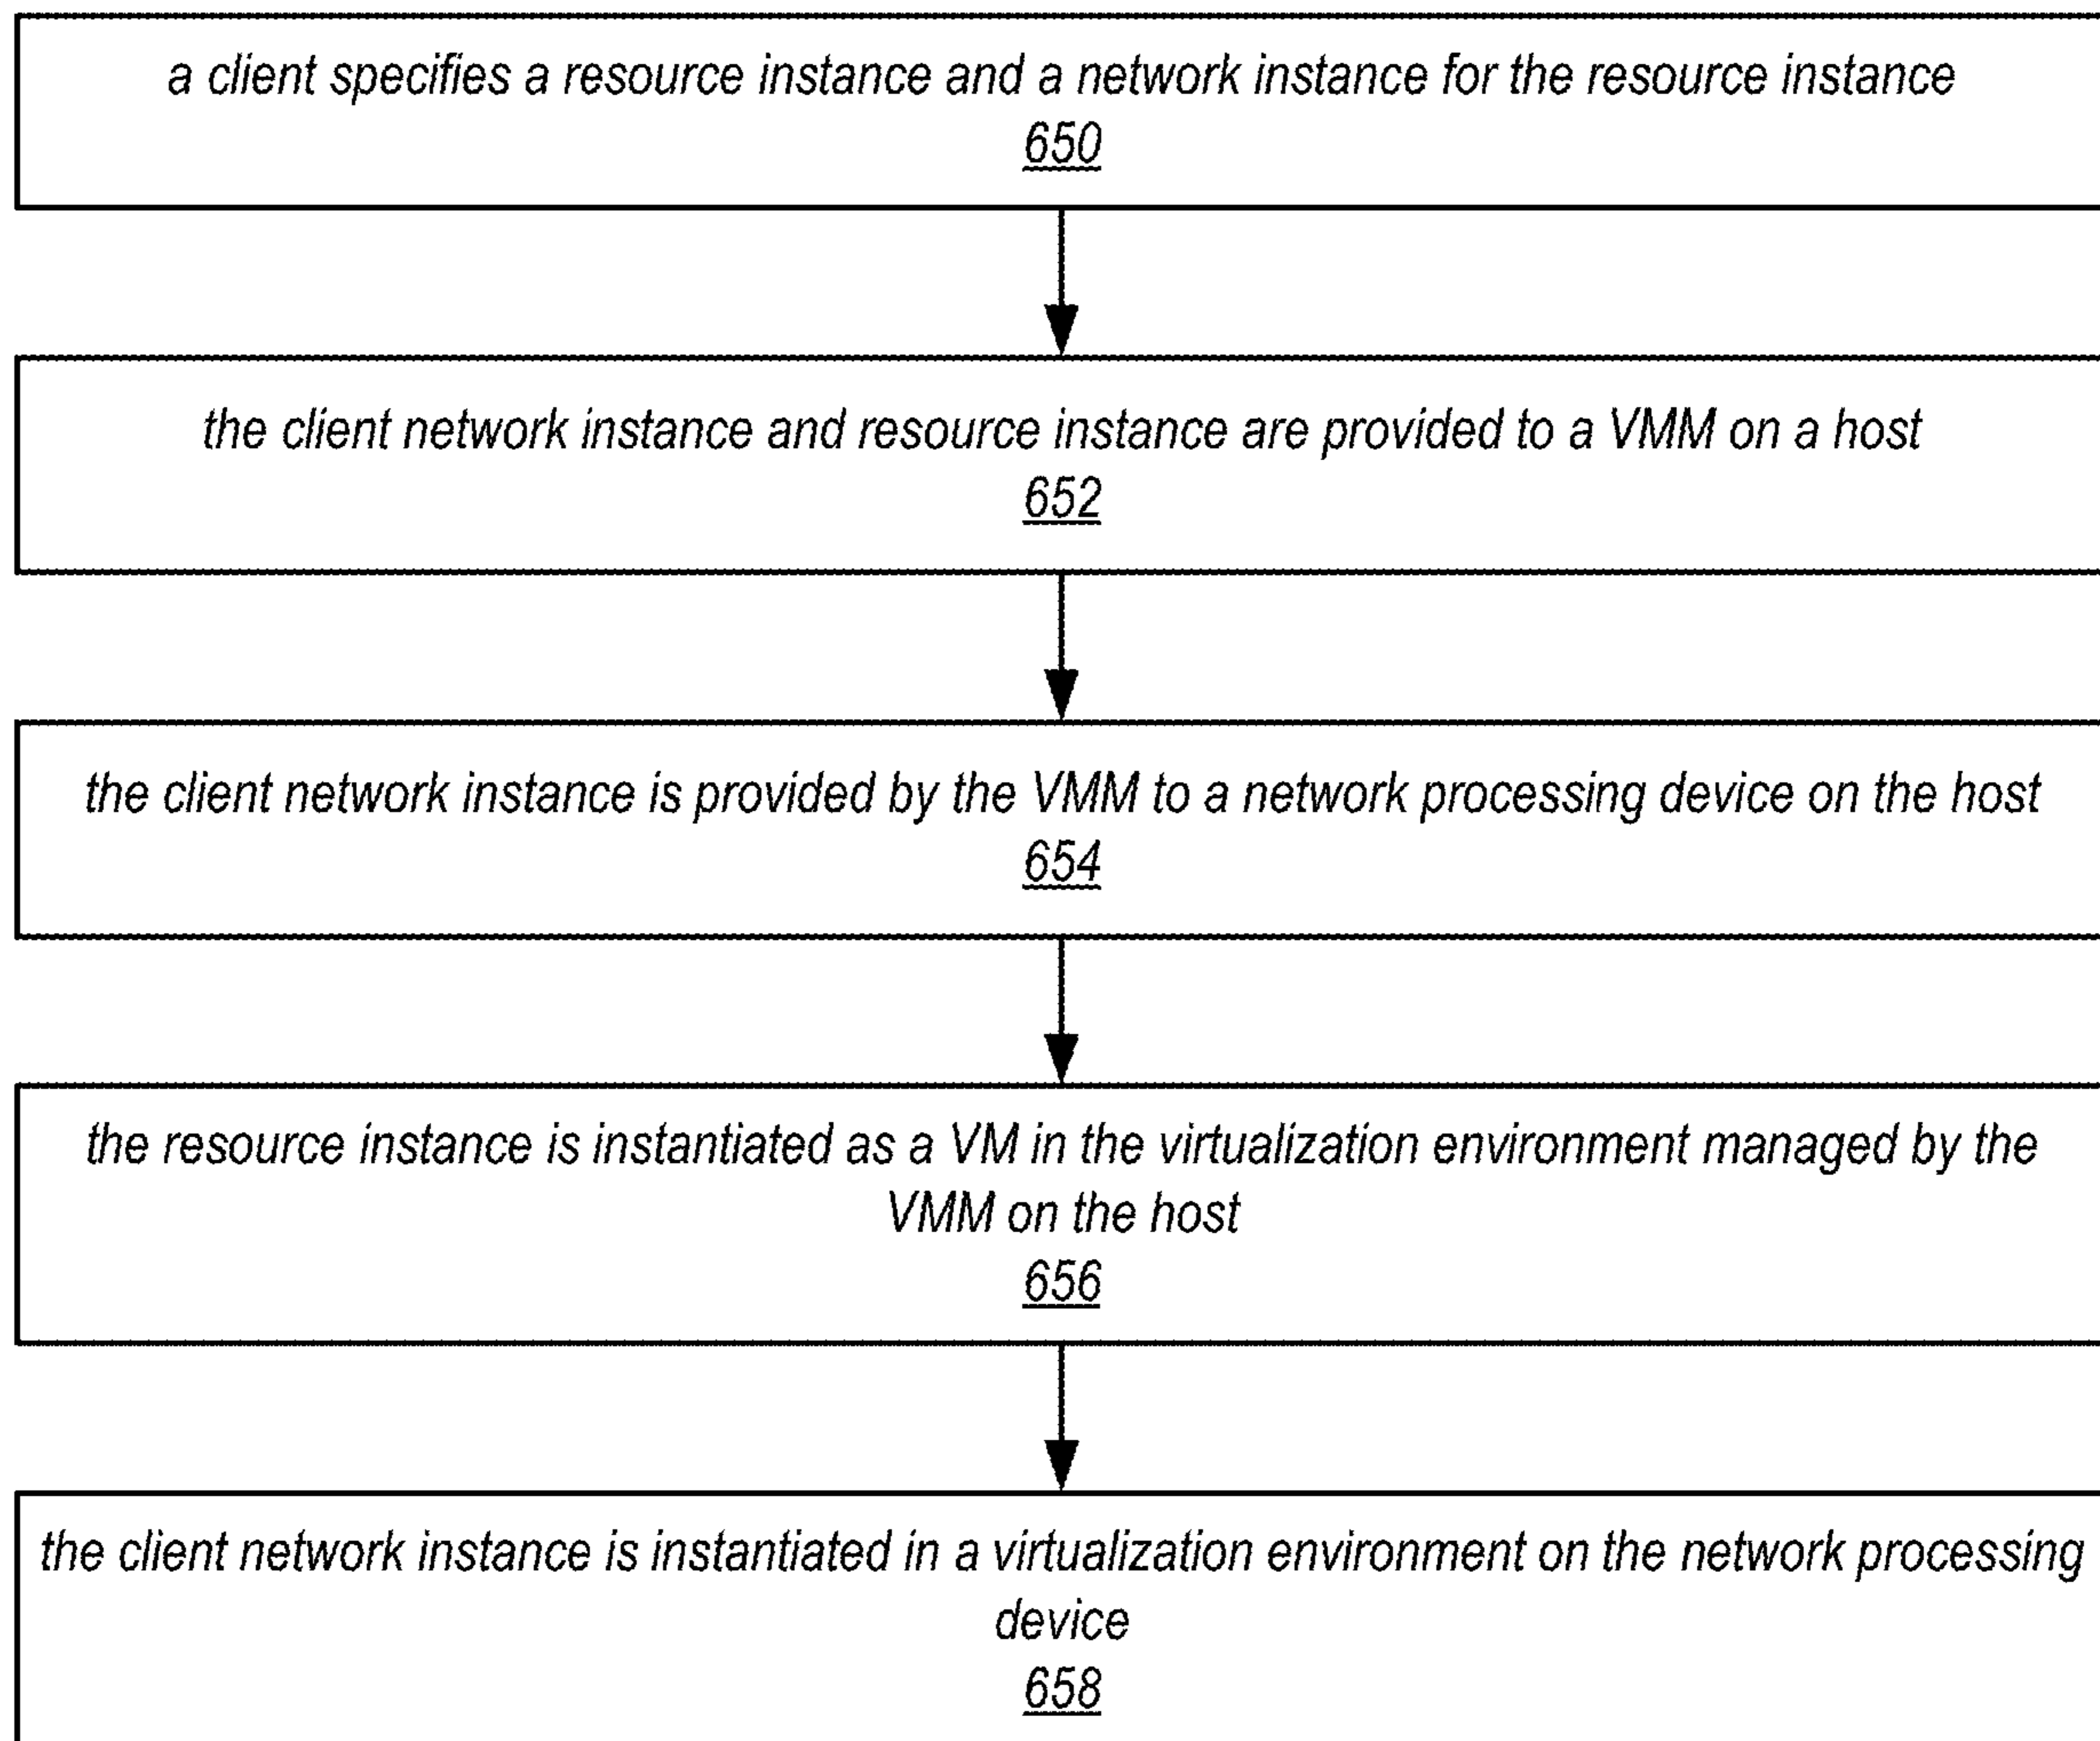 a client specifies a resource instance and a network instance for the resource instance
650
the client network instance and resource instance are provided to a VMM on a host
652
the client network instance is provided by the VMM to a network processing device on the host
654
the resource instance is instantiated as a VM in the virtualization environment managed by the
VMM on the host
656
the client network instance is instantiated in a virtualization environment on the network processing
device
658